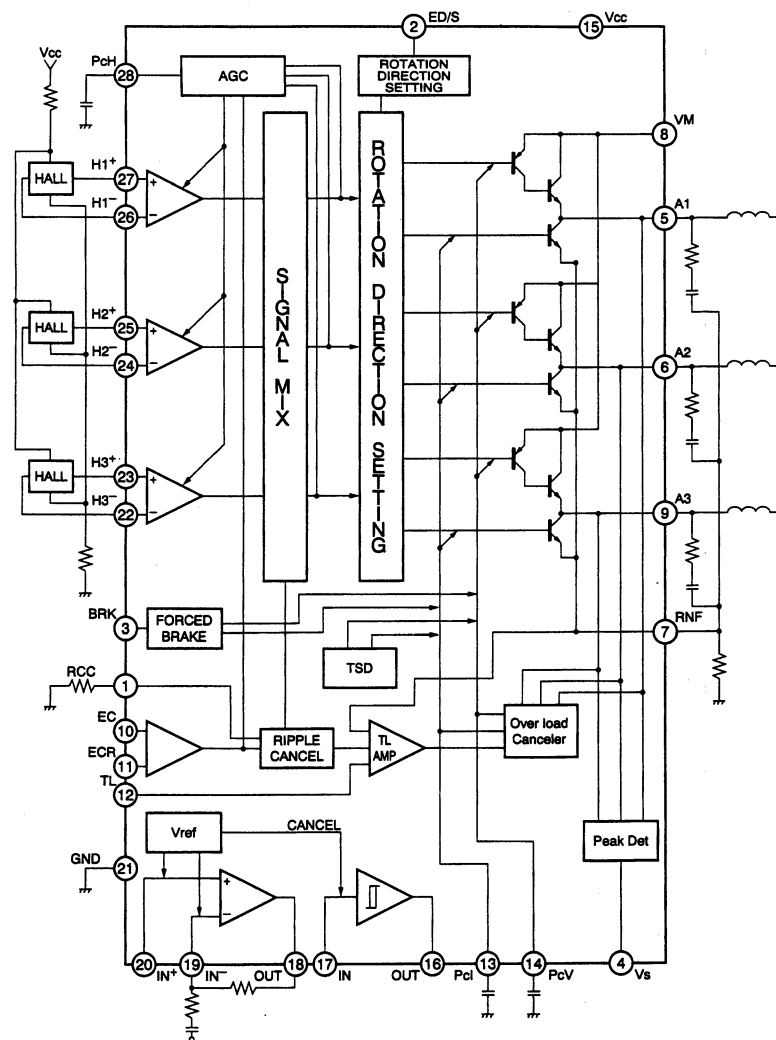 ED/S
2
15
Vcc
Vcc
PcH
28
AGC
ROTATION
DIRECTION
SETTING
VM
8
H1+
27
HALL
H1−
26
+
−
A1
5
SIGNAL MIX
ROTATION DIRECTION SETTING
H2+
25
HALL
H2−
24
+
−
A2
6
H3+
23
HALL
H3−
22
+
−
A3
9
BRK
3
FORCED
BRAKE
TSD
RNF
7
RCC
1
EC
10
ECR
11
TL
12
RIPPLE
CANCEL
TL
AMP
Over load
Canceler
Vref
CANCEL
Peak Det
GND
21
+
−
20
IN+
19
IN−
OUT
18
17
IN
OUT
16
PcI
13
14
PcV
4
Vs